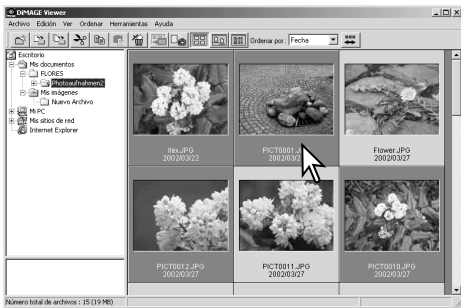 DiMAGE Viewer
Archivo Edición Ver Ordenar Herramientas Ayuda
Ordenar por: Fecha
Escritorio
Mis documentos
FLORES
Photoaufnahmen2
Mis imágenes
Nuevo Archivo
Mi PC
Mis sitios de red
Internet Explorer
Ilex.JPG
2002/03/22
PICT0001.J
2002/03/2
Flower.JPG
2002/03/27
PICT0012.JPG
2002/03/27
PICT0011.JPG
2002/03/27
PICT0010.JPG
2002/03/27
Número total de archivos : 15 (19 MB)